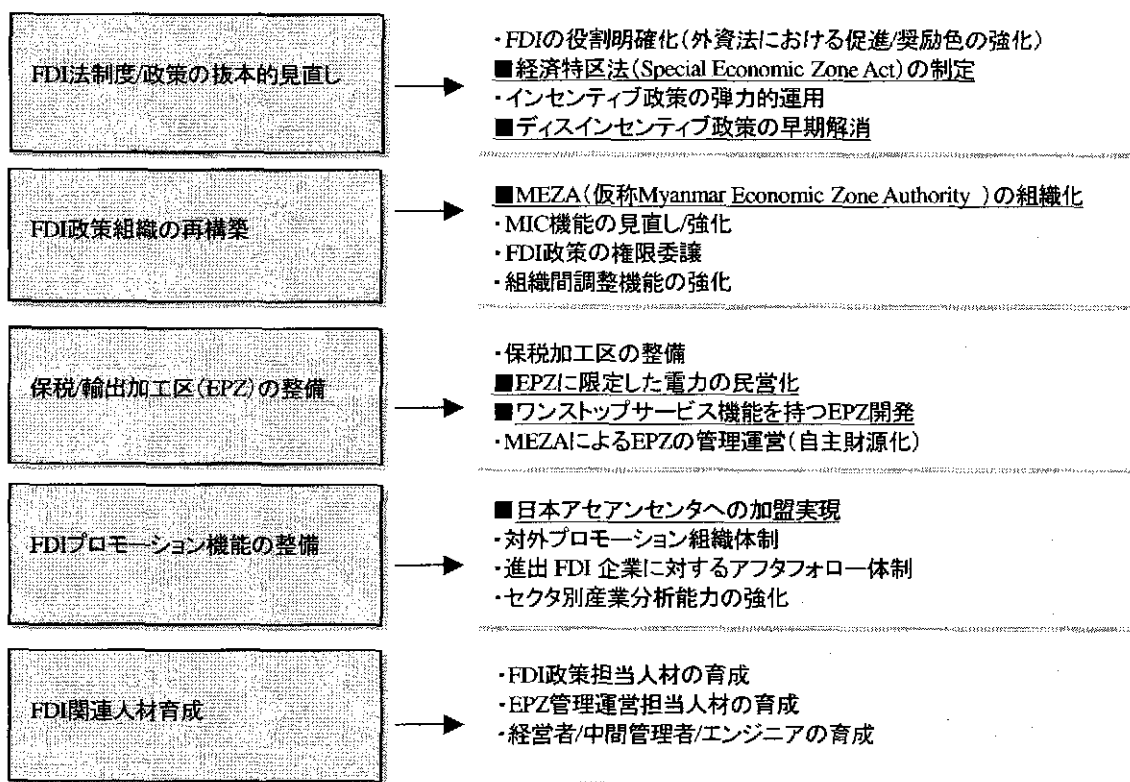 FDI法制度/政策の抜本的見直し
・FDIの役割明確化(外資法における促進/奨励色の強化)
■経済特区法(Special Economic Zone Act)の制定
・インセンティブ政策の弾力的運用
■ディスインセンティブ政策の早期解消
FDI政策組織の再構築
■MEZA(仮称Myanmar Economic Zone Authority )の組織化
・MIC機能の見直し/強化
・FDI政策の権限委譲
・組織間調整機能の強化
保税/輸出加工区(EPZ)の整備
・保税加工区の整備
■EPZに限定した電力の民営化
■ワンストップサービス機能を持つEPZ開発
・MEZAによるEPZの管理運営(自主財源化)
FDIプロモーション機能の整備
■日本アセアンセンタへの加盟実現
・対外プロモーション組織体制
・進出 FDI 企業に対するアフタフォロー体制
・セクタ別産業分析能力の強化
FDI関連人材育成
・FDI政策担当人材の育成
・EPZ管理運営担当人材の育成
・経営者/中間管理者/エンジニアの育成